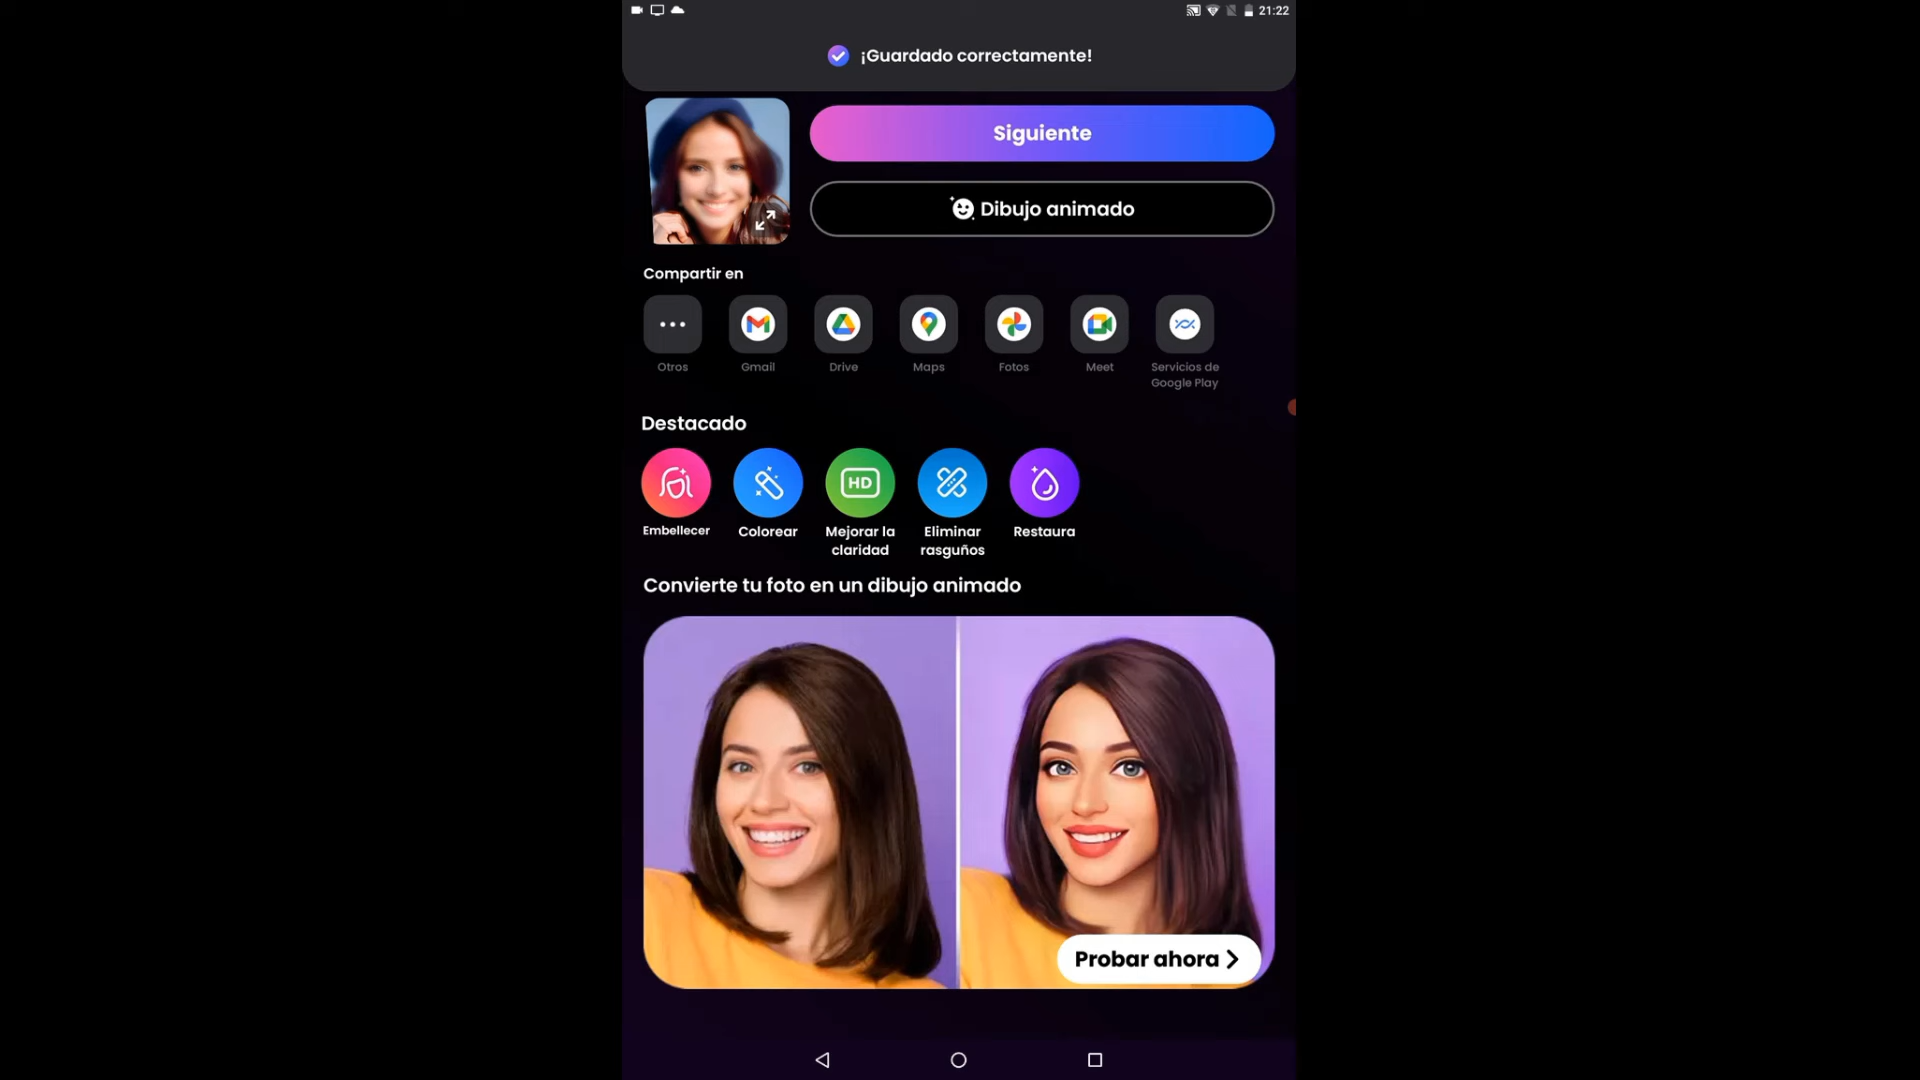 21:22
¡Guardado correctamente!
Siguiente
Dibujo animado
Compartir en
Otros
Gmail
Drive
Maps
Fotos
Meet
Servicios de
Google Play
Destacado
Embellecer
Colorear
HD
Mejorar la
claridad
Eliminar
rasguños
Restaura
Convierte tu foto en un dibujo animado
Probar ahora